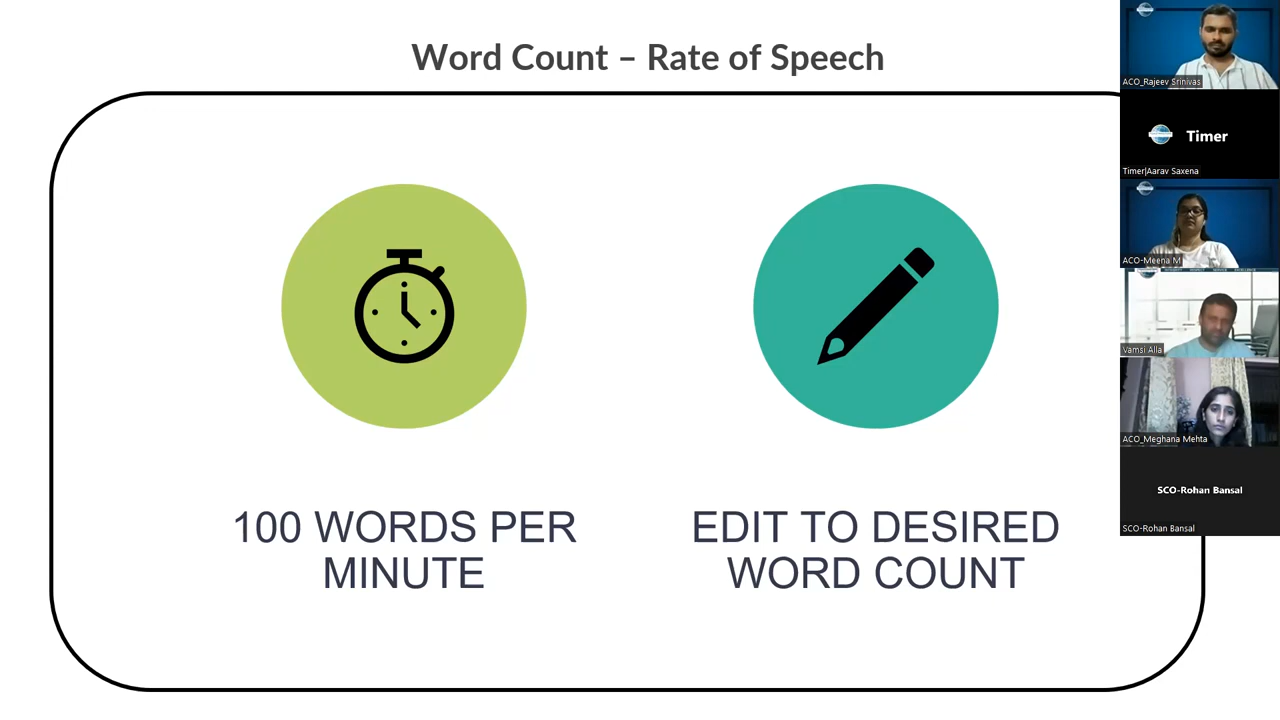 Word Count – Rate of Speech
100 WORDS PER
MINUTE
EDIT TO DESIRED
WORD COUNT
ACO_Rajeev Srinivas
Timer
Timer|Aarav Saxena
ACO-Meena M
Vamsi Alla
ACO_Meghana Mehta
SCO-Rohan Bansal
SCO-Rohan Bansal